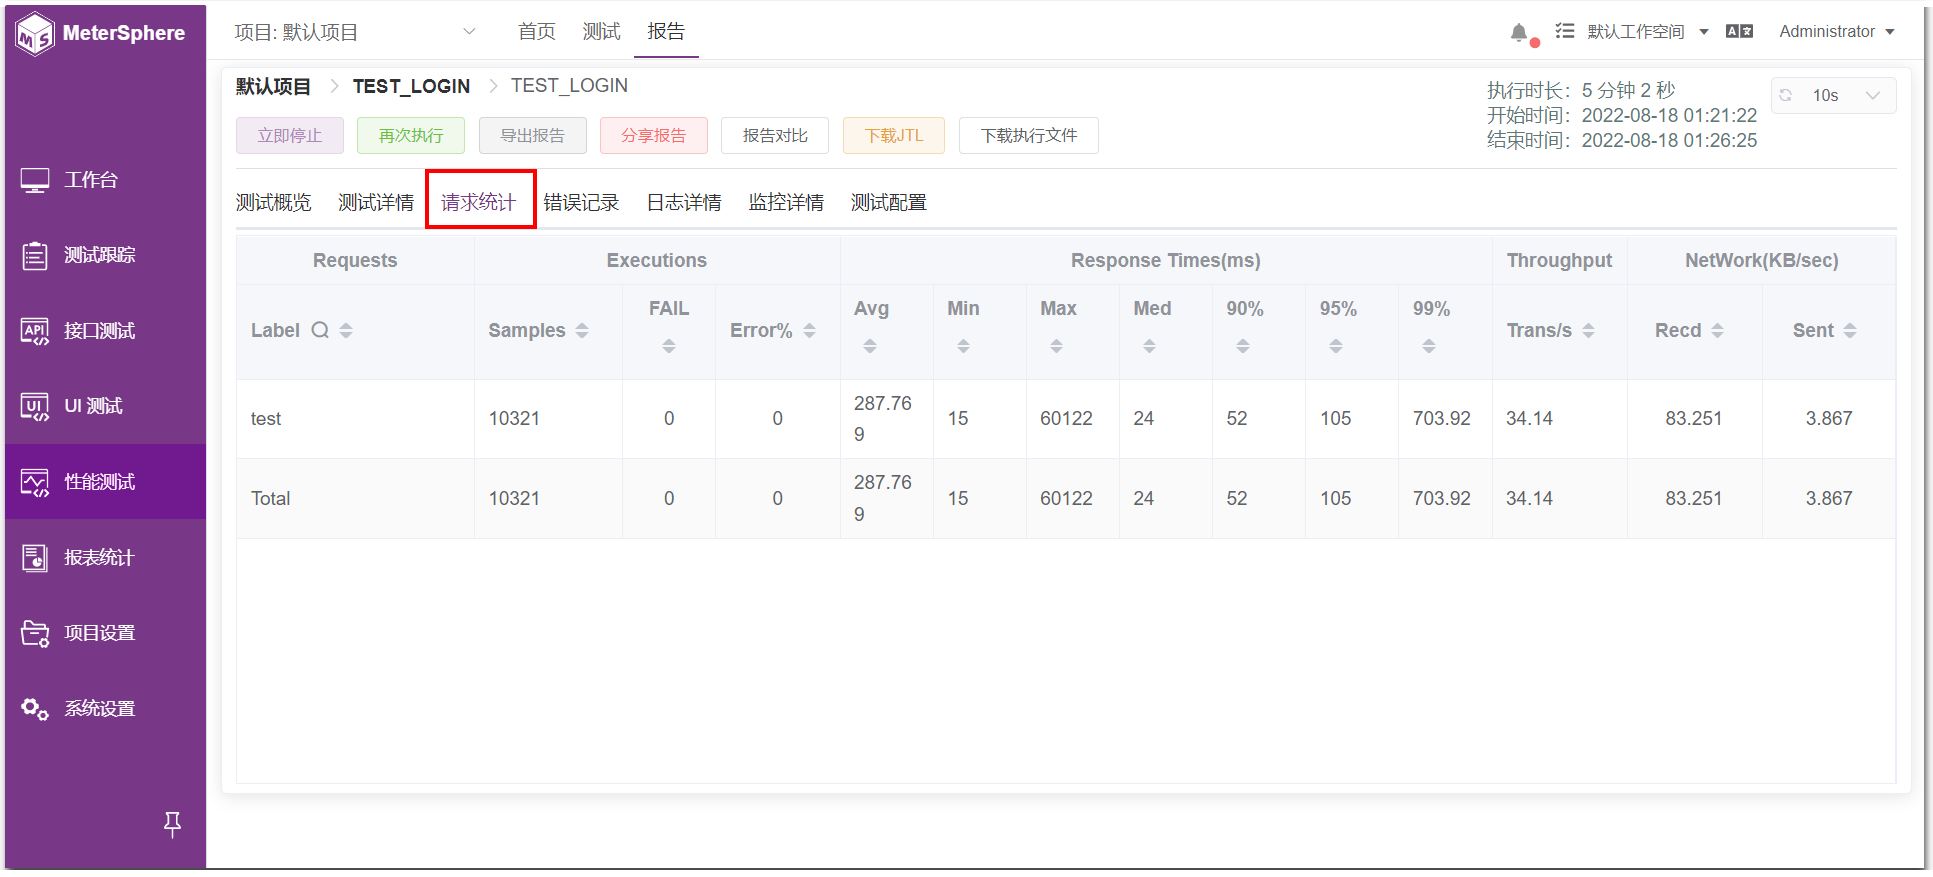 MeterSphere
项目: 默认项目
首页 测试 报告
默认工作空间
Administrator
默认项目 TEST_LOGIN TEST_LOGIN
执行时长: 5 分钟 2 秒
开始时间: 2022-08-18 01:21:22
结束时间: 2022-08-18 01:26:25
10s
立即停止 再次执行 导出报告 分享报告 报告对比 下载JTL 下载执行文件
工作台
测试跟踪
API 接口测试
UI UI 测试
性能测试
报表统计
项目设置
系统设置
测试概览 测试详情 请求统计 错误记录 日志详情 监控详情 测试配置
Requests Executions Response Times(ms) Throughput NetWork(KB/sec)
Label Samples FAIL Error% Avg Min Max Med 90% 95% 99% Trans/s Recd Sent
test 10321 0 0 287.769 15 60122 24 52 105 703.92 34.14 83.251 3.867
Total 10321 0 0 287.769 15 60122 24 52 105 703.92 34.14 83.251 3.867